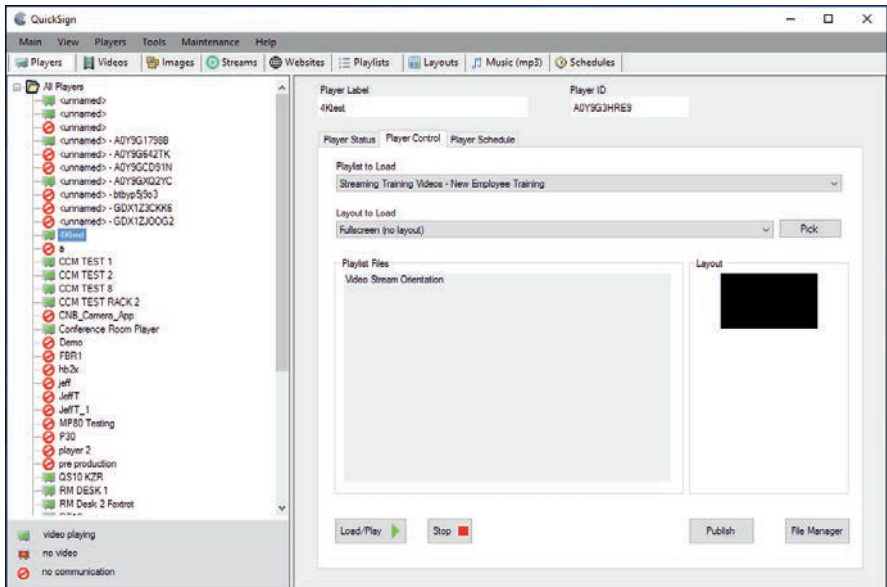 QuickSign
Main View Players Tools Maintenance Help
Players Videos Images Streams Websites Playlists Layouts Music (mp3) Schedules
All Players
<unnamed>
<unnamed>
<unnamed>
<unnamed> - A0Y9G1798B
<unnamed> - A0Y9G642TK
<unnamed> - A0Y9GCD91N
<unnamed> - A0Y9GXQ2YC
<unnamed> - btbyp5j9o3
<unnamed> - GDX1Z3CKK6
<unnamed> - GDX1ZJOOG2
4Ktest
a
CCM TEST 1
CCM TEST 2
CCM TEST 8
CCM TEST RACK 2
CNB_Camera_App
Conference Room Player
Demo
FBR1
hb2x
jeff
JeffT
JeffT_1
MP80 Testing
P30
player 2
pre production
QS10 KZR
RM DESK 1
RM Desk 2 Foxtrot
video playing
no video
no communication
Player Label Player ID
4Ktest A0Y9G3HRE9
Player Status Player Control Player Schedule
Playlist to Load
Streaming Training Videos - New Employee Training
Layout to Load
Fullscreen (no layout) Pick
Playlist Files Layout
Video Stream Orientation
Load/Play Stop Publish File Manager